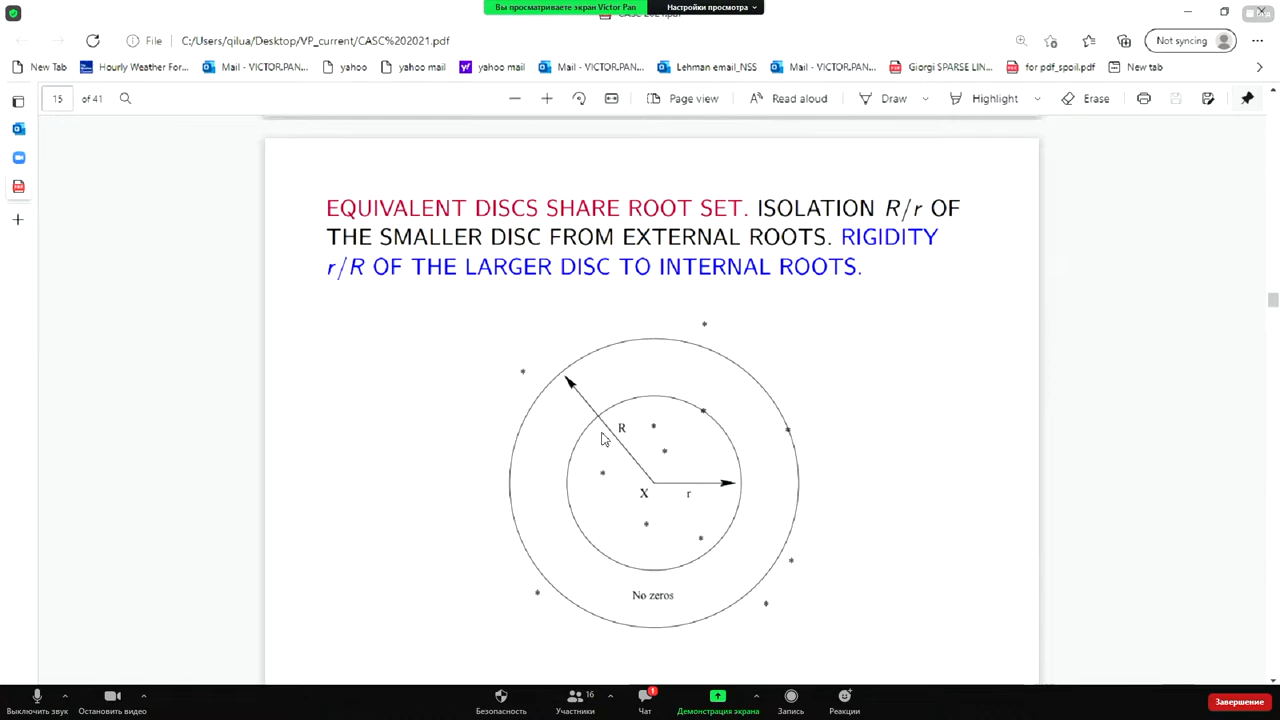 Вы просматриваете экран Victor Pan
Настройки просмотра
File
C:/Users/qilua/Desktop/VP_current/CASC%202021.pdf
Not syncing
New Tab
Hourly Weather For...
Mail - VICTOR.PAN...
yahoo
yahoo mail
yahoo mail
Mail - VICTOR.PAN...
Lehman email_NSS
Mail - VICTOR.PAN...
Giorgi SPARSE LIN...
for pdf_spoil.pdf
New tab
15 of 41
Page view
Read aloud
Draw
Highlight
Erase
EQUIVALENT DISCS SHARE ROOT SET. ISOLATION R/r OF
THE SMALLER DISC FROM EXTERNAL ROOTS. RIGIDITY
r/R OF THE LARGER DISC TO INTERNAL ROOTS.
R
X
r
No zeros
16
1
Выключить звук
Остановить видео
Безопасность
Участники
Чат
Демонстрация экрана
Запись
Реакции
Завершение